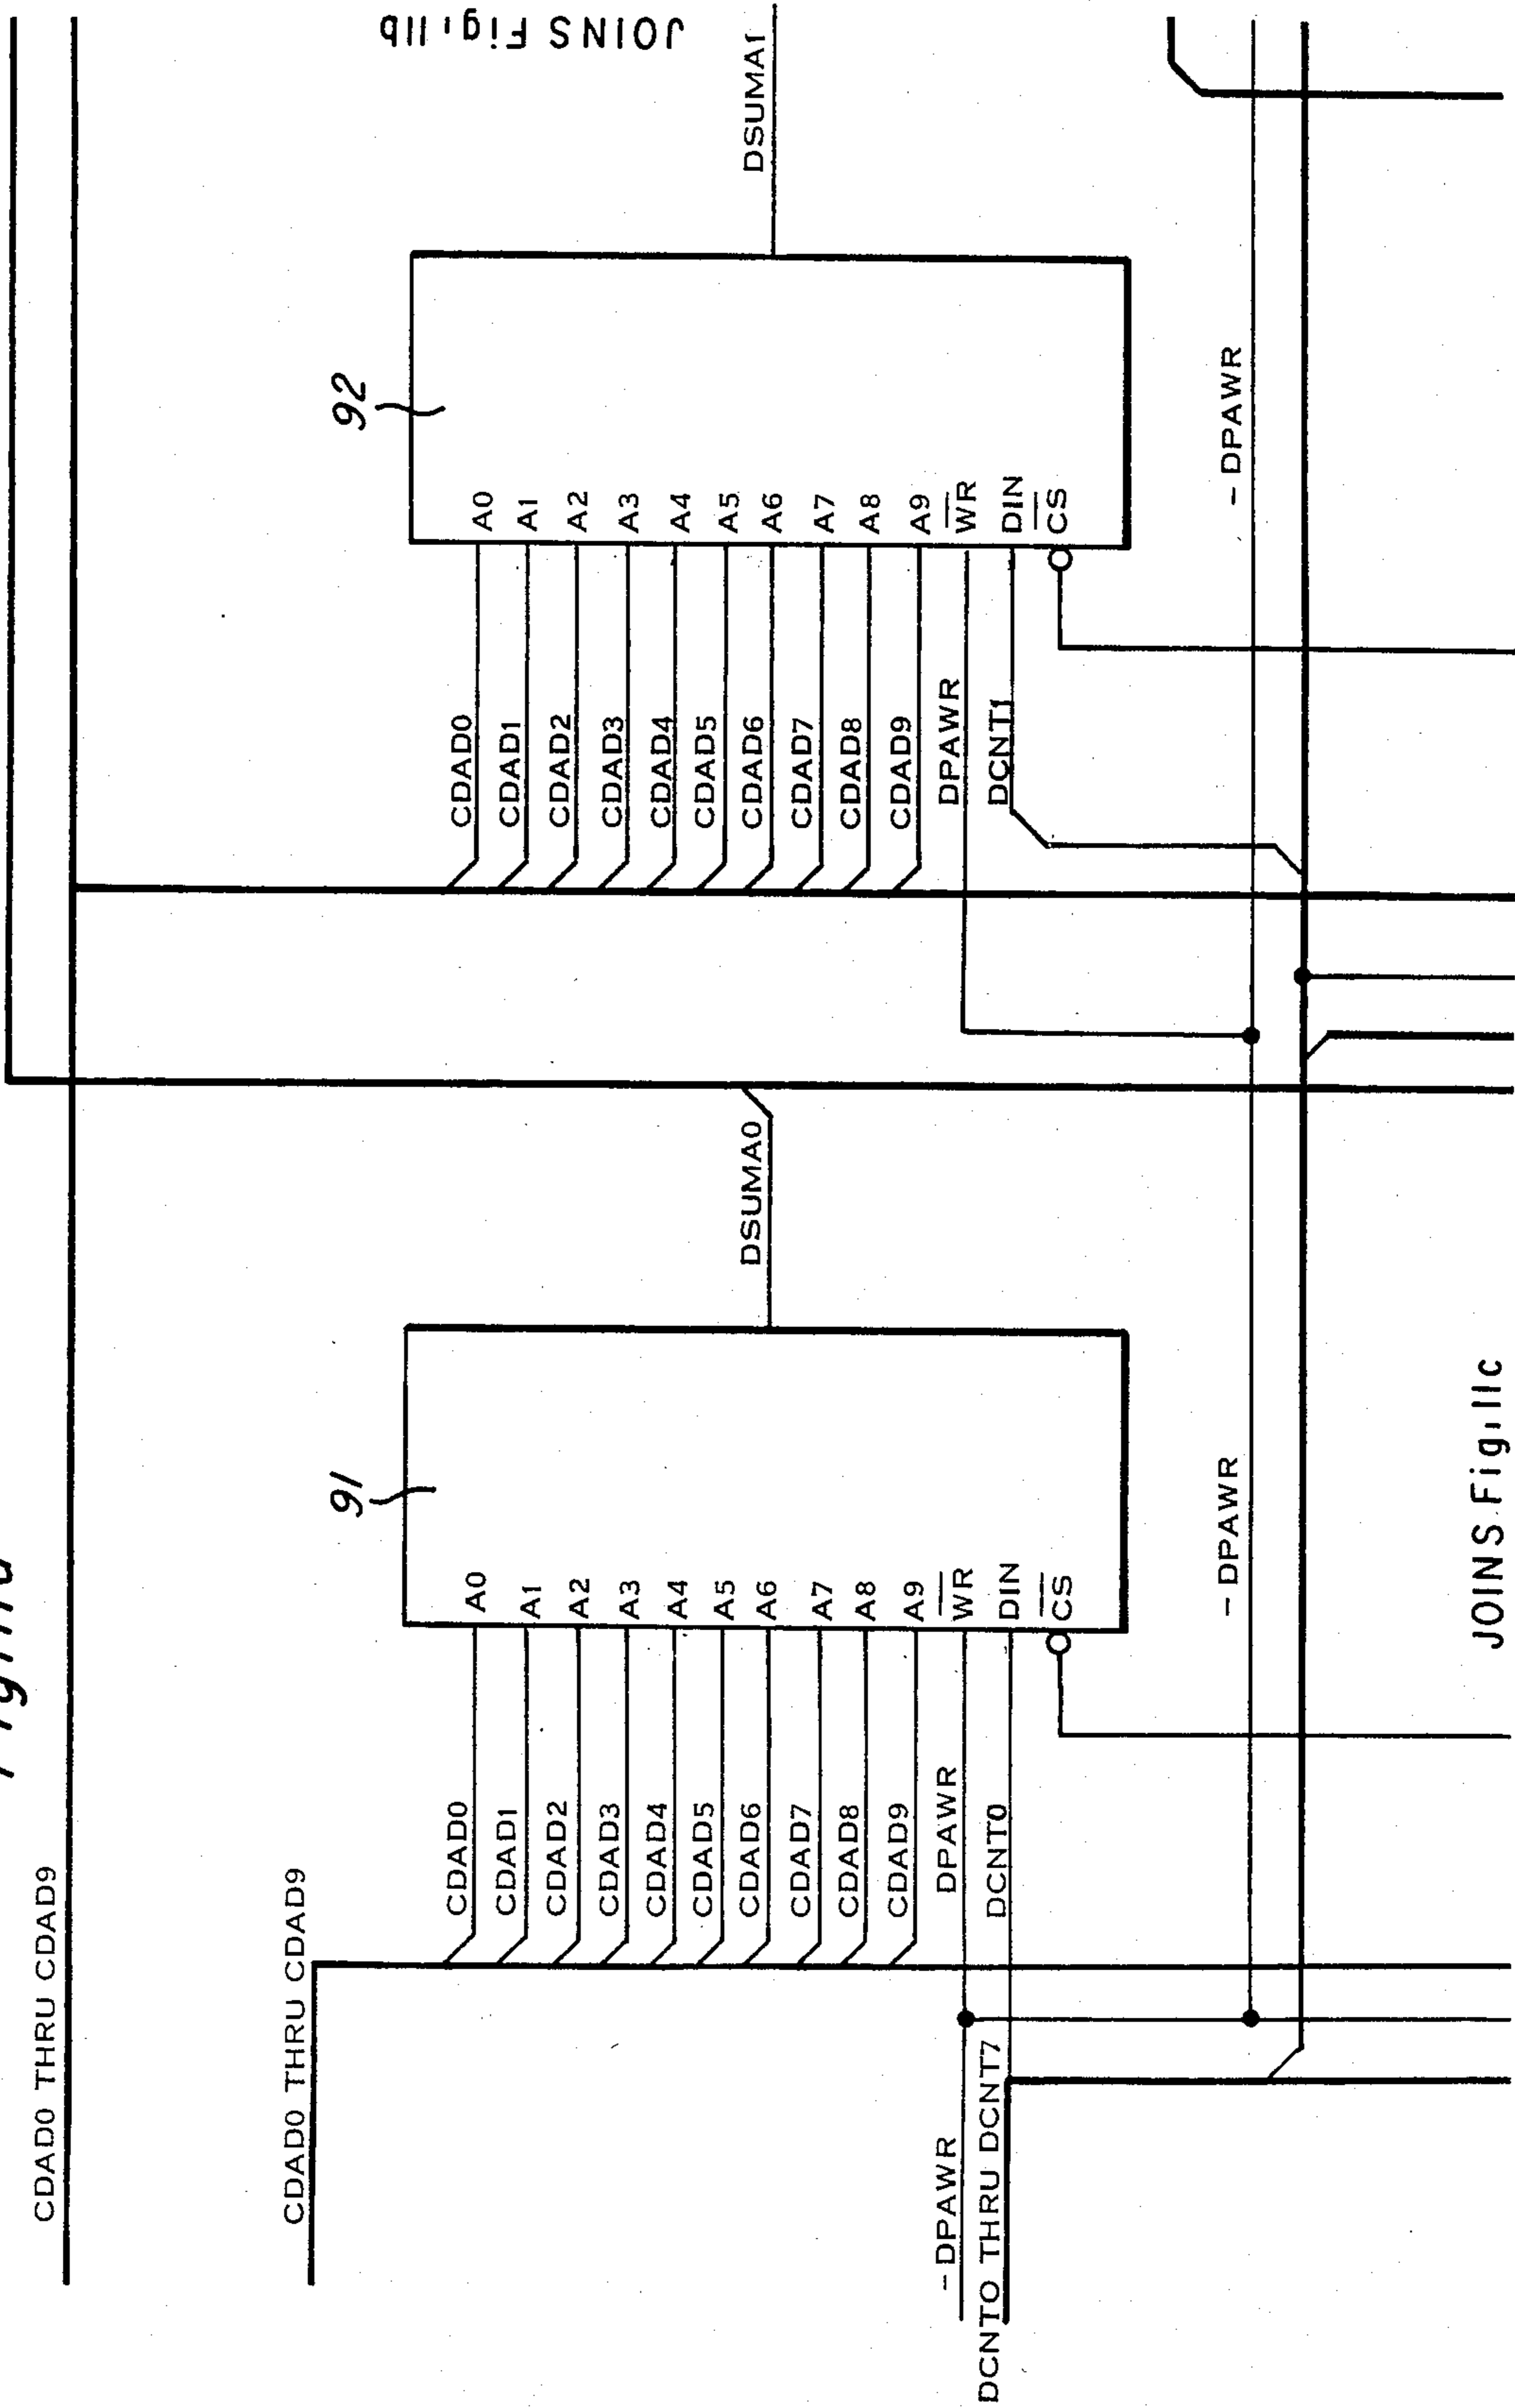 CDAD0 THRU CDAD9
CDAD0 THRU CDAD9
-DPAWR
DCNT0 THRU DCNT7
CDAD0
CDAD1
CDAD2
CDAD3
CDAD4
CDAD5
CDAD6
CDAD7
CDAD8
CDAD9
DPAWR
DCNT0
91
A0
A1
A2
A3
A4
A5
A6
A7
A8
A9
WR
DIN
CS
DSUMA0
-DPAWR
JOINS Fig.11c
CDAD0
CDAD1
CDAD2
CDAD3
CDAD4
CDAD5
CDAD6
CDAD7
CDAD8
CDAD9
DPAWR
DCNT1
92
A0
A1
A2
A3
A4
A5
A6
A7
A8
A9
WR
DIN
CS
DSUMA1
-DPAWR
JOINS Fig.11b